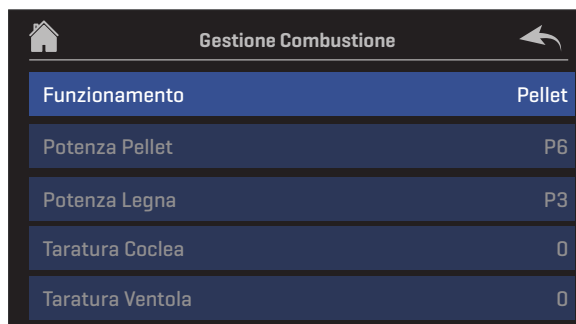 Gestione Combustione
Funzionamento Pellet
Potenza Pellet P6
Potenza Legna P3
Taratura Coclea 0
Taratura Ventola 0